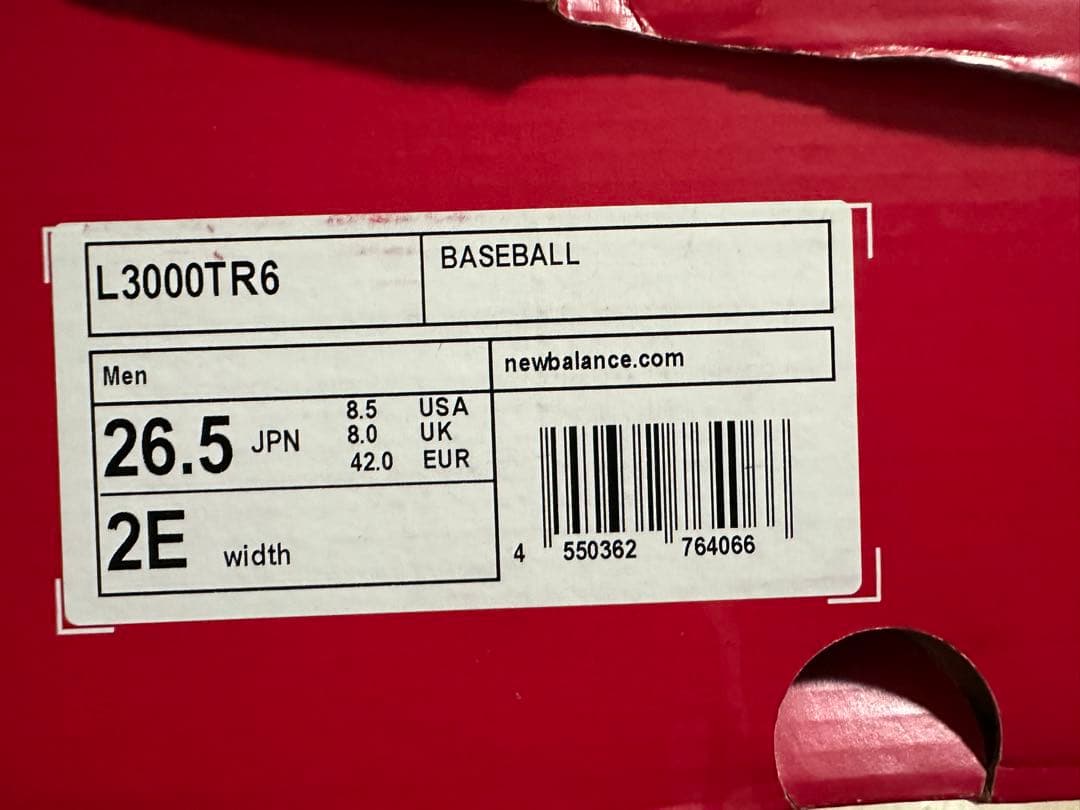 L3000TR6
BASEBALL
Men
newbalance.com
26.5 JPN
8.5 USA
8.0 UK
42.0 EUR
2E width
4 550362 764066